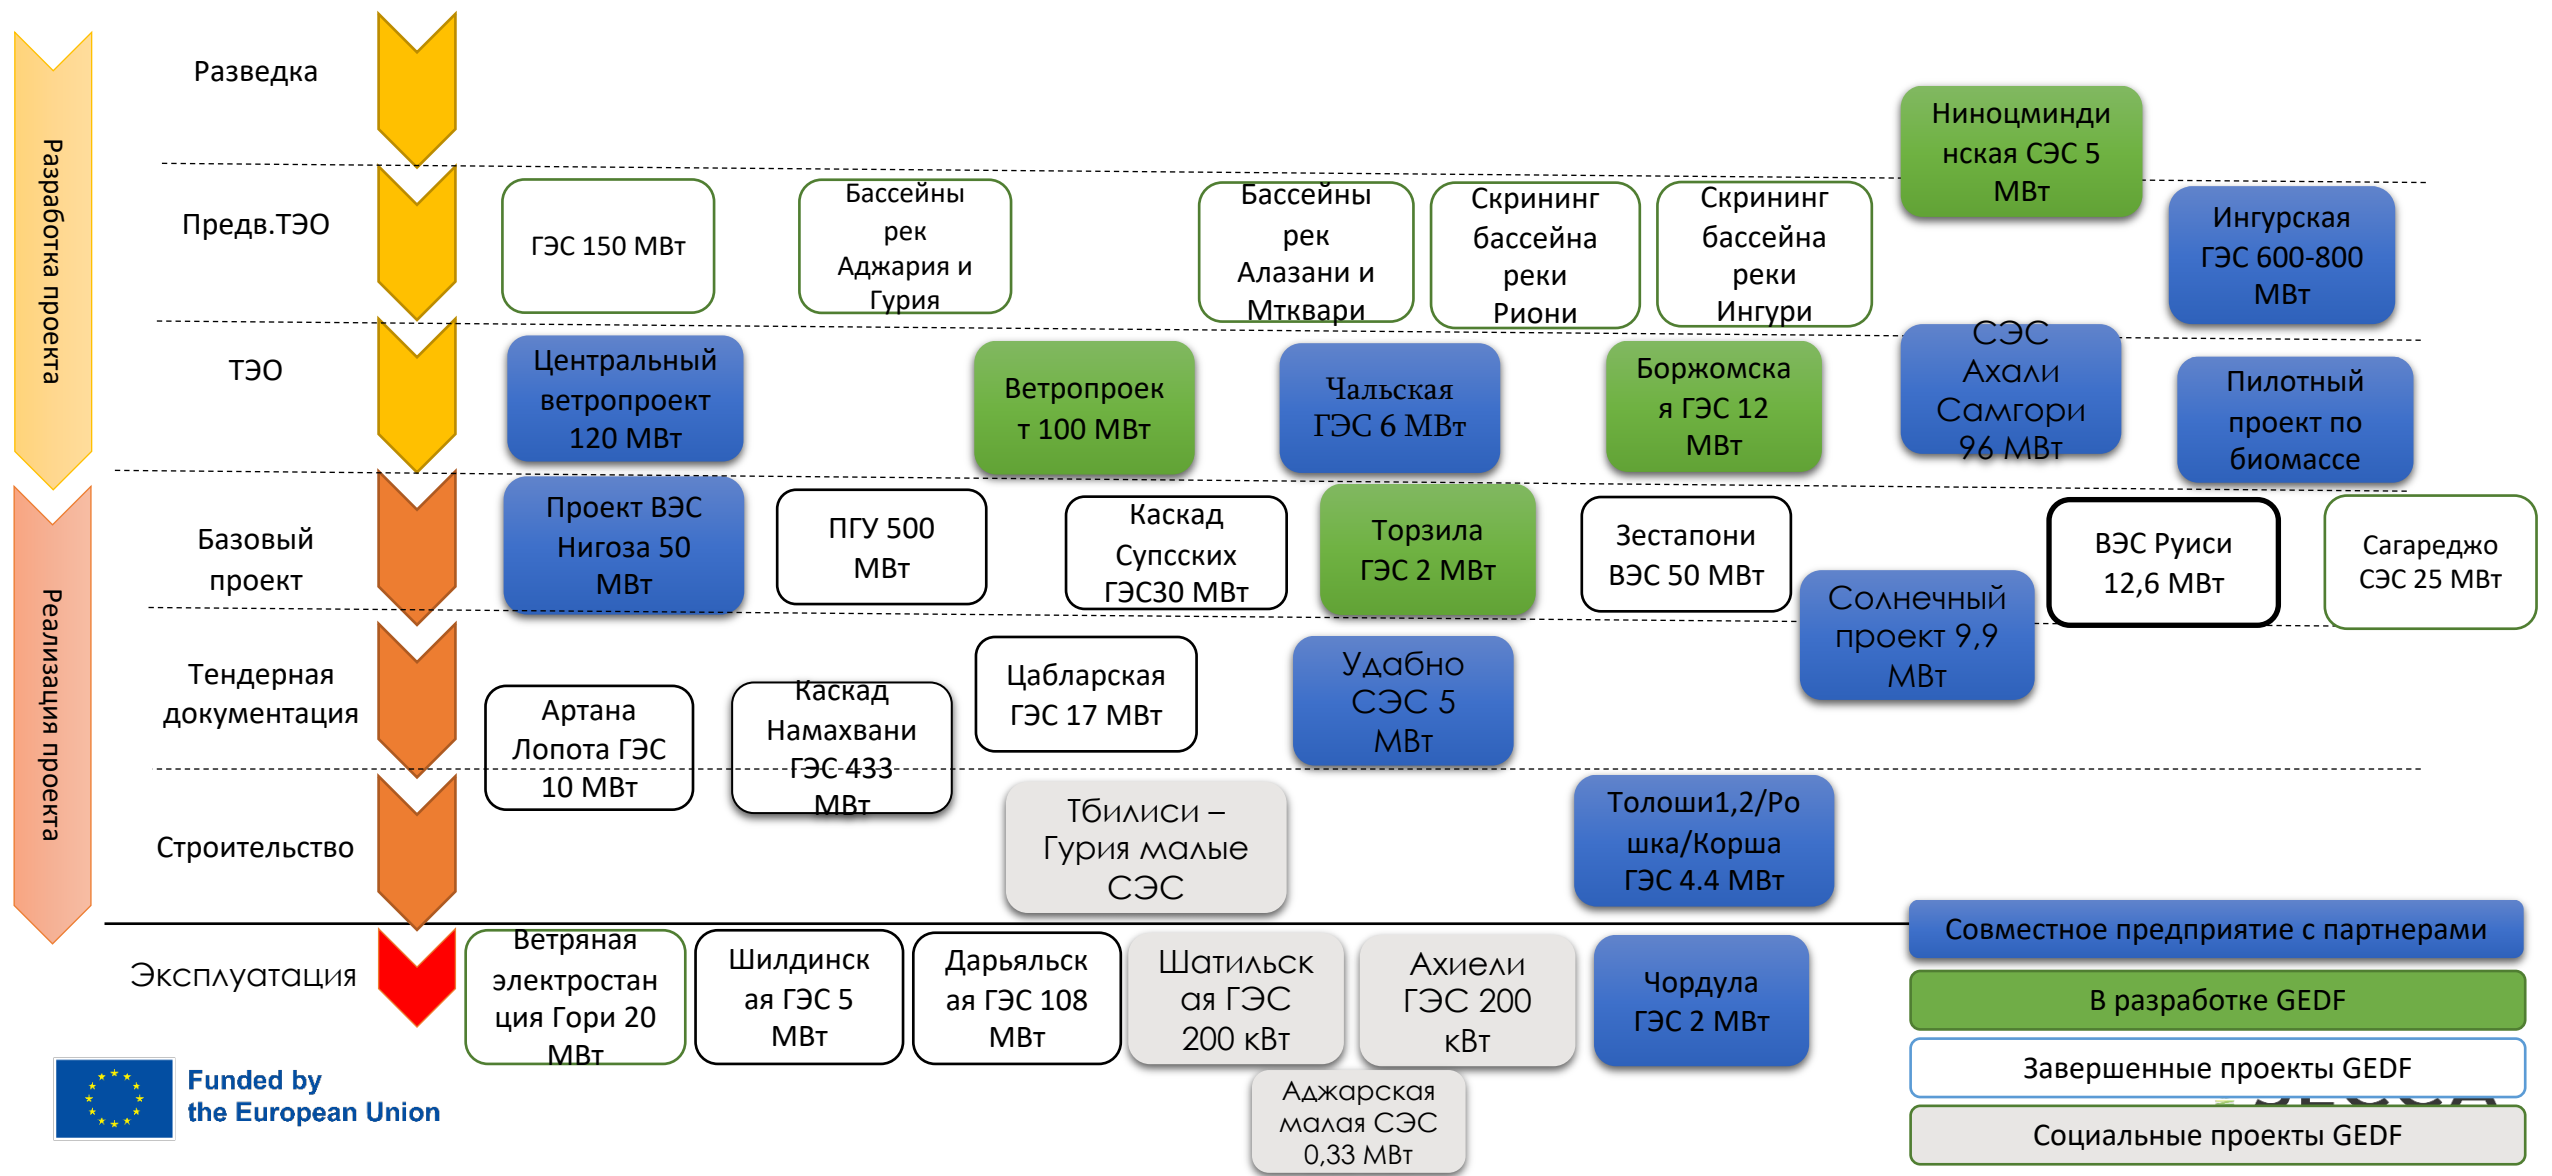 Разработка проекта
Реализация проекта
Разведка
Ниноцминди
нская СЭС 5
МВт
Предв.ТЭО
ГЭС 150 МВт
Бассейны
рек
Аджария и
Гурия
Бассейны
рек
Алазани и
Мтквари
Скрининг
бассейна
реки
Риони
Скрининг
бассейна
реки
Ингури
Ингурская
ГЭС 600-800
МВт
ТЭО
Центральный
ветропроект
120 МВт
Ветропроек
т 100 МВт
Чальская
ГЭС 6 МВт
Боржомска
я ГЭС 12
МВт
СЭС
Ахали
Самгори
96 МВт
Пилотный
проект по
биомассе
Базовый
проект
Проект ВЭС
Нигоза 50
МВт
ПГУ 500
МВт
Каскад
Супсских
ГЭС30 МВт
Торзила
ГЭС 2 МВт
Зестапони
ВЭС 50 МВт
Солнечный
проект 9,9
МВт
ВЭС Руиси
12,6 МВт
Сагареджо
СЭС 25 МВт
Тендерная
документация
Артана
Лопота ГЭС
10 МВт
Каскад
Намахвани
ГЭС 433
МВт
Цабларская
ГЭС 17 МВт
Удабно
СЭС 5
МВт
Строительство
Тбилиси –
Гурия малые
СЭС
Толоши1,2/Ро
шка/Корша
ГЭС 4.4 МВт
Эксплуатация
Ветряная
электростан
ция Гори 20
МВт
Шилдинск
ая ГЭС 5
МВт
Дарьяльск
ая ГЭС 108
МВт
Шатильск
ая ГЭС
200 кВт
Ахиели
ГЭС 200
кВт
Чордула
ГЭС 2 МВт
Аджарская
малая СЭС
0,33 МВт
Совместное предприятие с партнерами
В разработке GEDF
Завершенные проекты GEDF
Социальные проекты GEDF
Funded by
the European Union